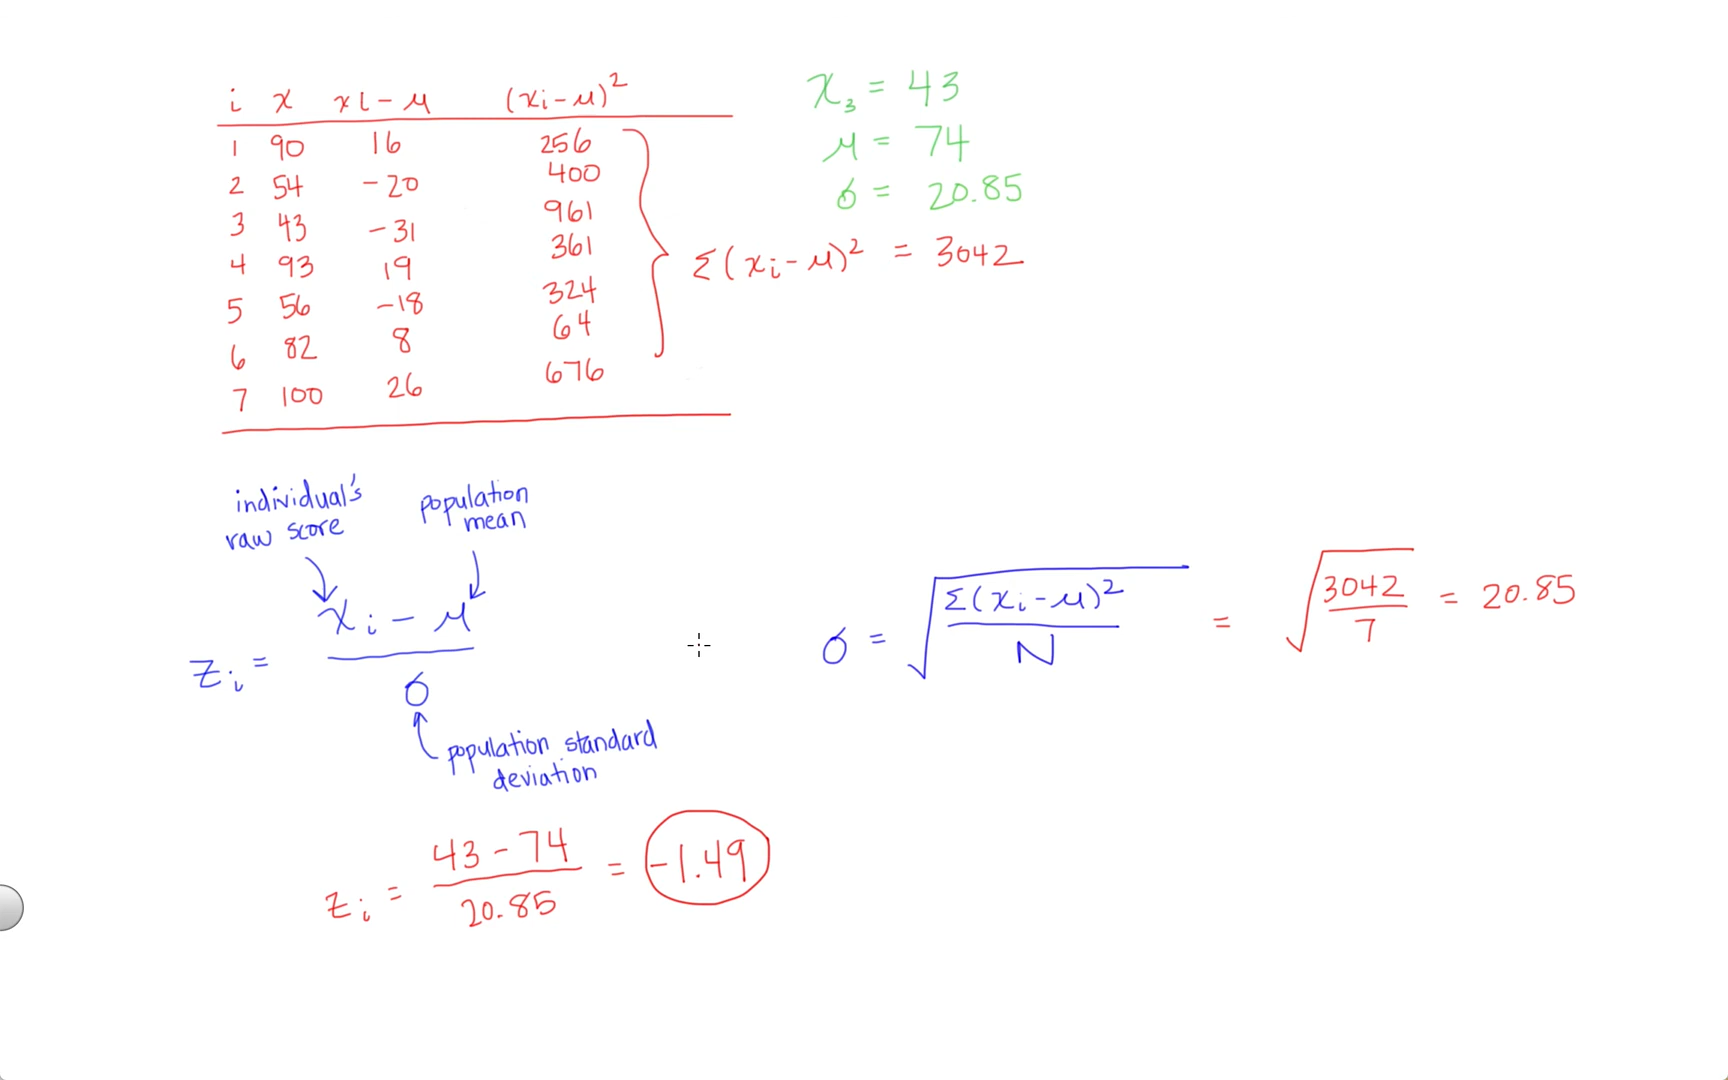 i x xi-μ (xi-μ)²
1 90 16 256
2 54 -20 400
3 43 -31 961
4 93 19 361
5 56 -18 324
6 82 8 64
7 100 26 676
x₃ = 43
μ = 74
σ = 20.85
Σ(xi-μ)² = 3042
individual's
raw score
population
mean
zi = (xi - μ) / σ
population standard
deviation
σ = √(Σ(xi-μ)² / N) = √(3042 / 7) = 20.85
zi = (43 - 74) / 20.85 = -1.49